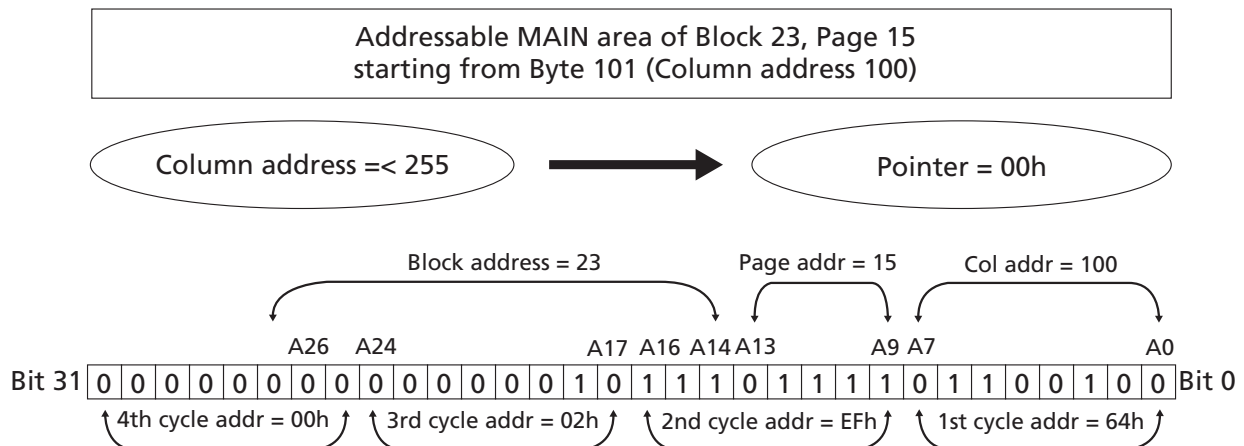 Addressable MAIN area of Block 23, Page 15
starting from Byte 101 (Column address 100)
Column address =< 255
Pointer = 00h
Block address = 23
Page addr = 15
Col addr = 100
A26 A24 A17 A16 A14 A13 A9 A7 A0
Bit 31 0 0 0 0 0 0 0 0 0 0 0 0 0 0 1 0 1 1 1 0 1 1 1 1 0 1 1 0 0 1 0 0 Bit 0
4th cycle addr = 00h 3rd cycle addr = 02h 2nd cycle addr = EFh 1st cycle addr = 64h